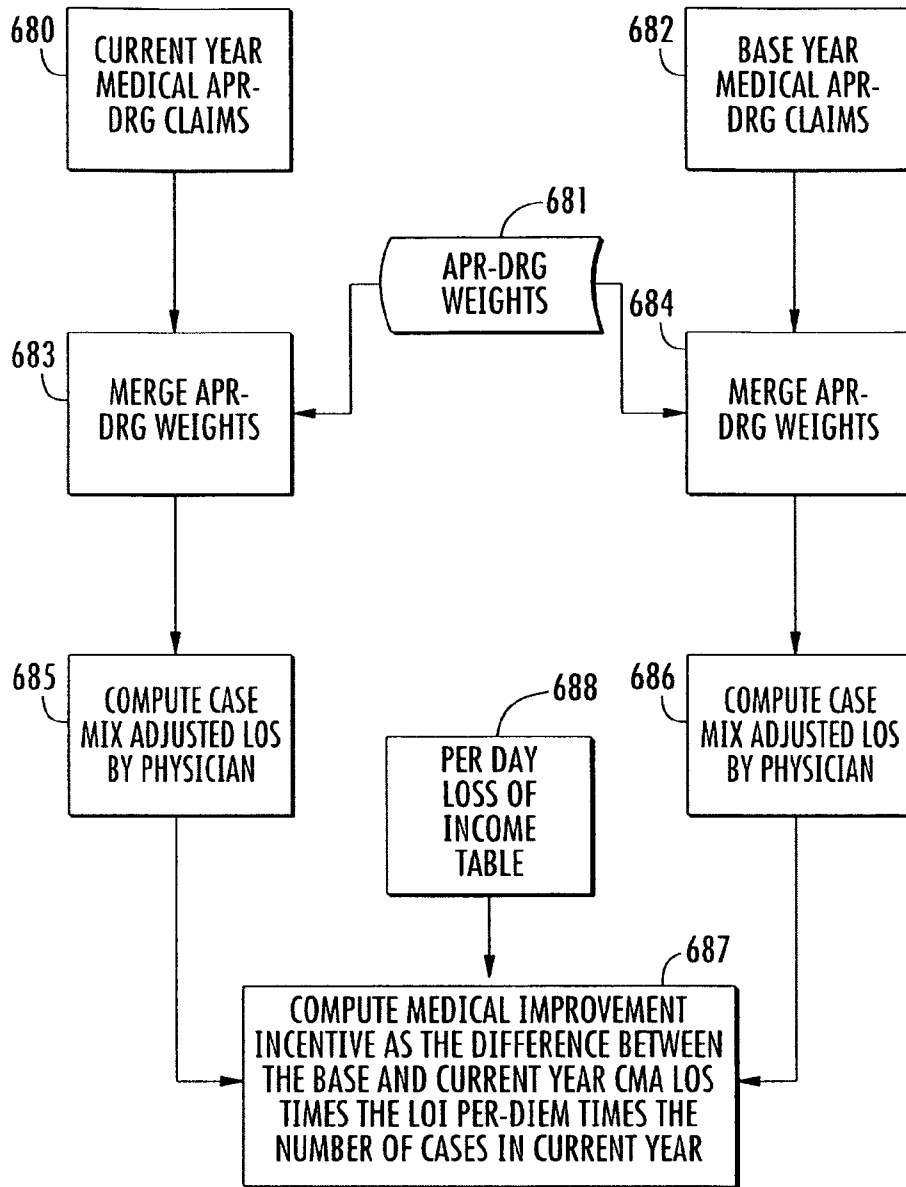 680
CURRENT YEAR
MEDICAL APR-
DRG CLAIMS
682
BASE YEAR
MEDICAL APR-
DRG CLAIMS
681
APR-DRG
WEIGHTS
683
MERGE APR-
DRG WEIGHTS
684
MERGE APR-
DRG WEIGHTS
685
COMPUTE CASE
MIX ADJUSTED LOS
BY PHYSICIAN
688
PER DAY
LOSS OF
INCOME
TABLE
686
COMPUTE CASE
MIX ADJUSTED LOS
BY PHYSICIAN
687
COMPUTE MEDICAL IMPROVEMENT
INCENTIVE AS THE DIFFERENCE BETWEEN
THE BASE AND CURRENT YEAR CMA LOS
TIMES THE LOI PER-DIEM TIMES THE
NUMBER OF CASES IN CURRENT YEAR